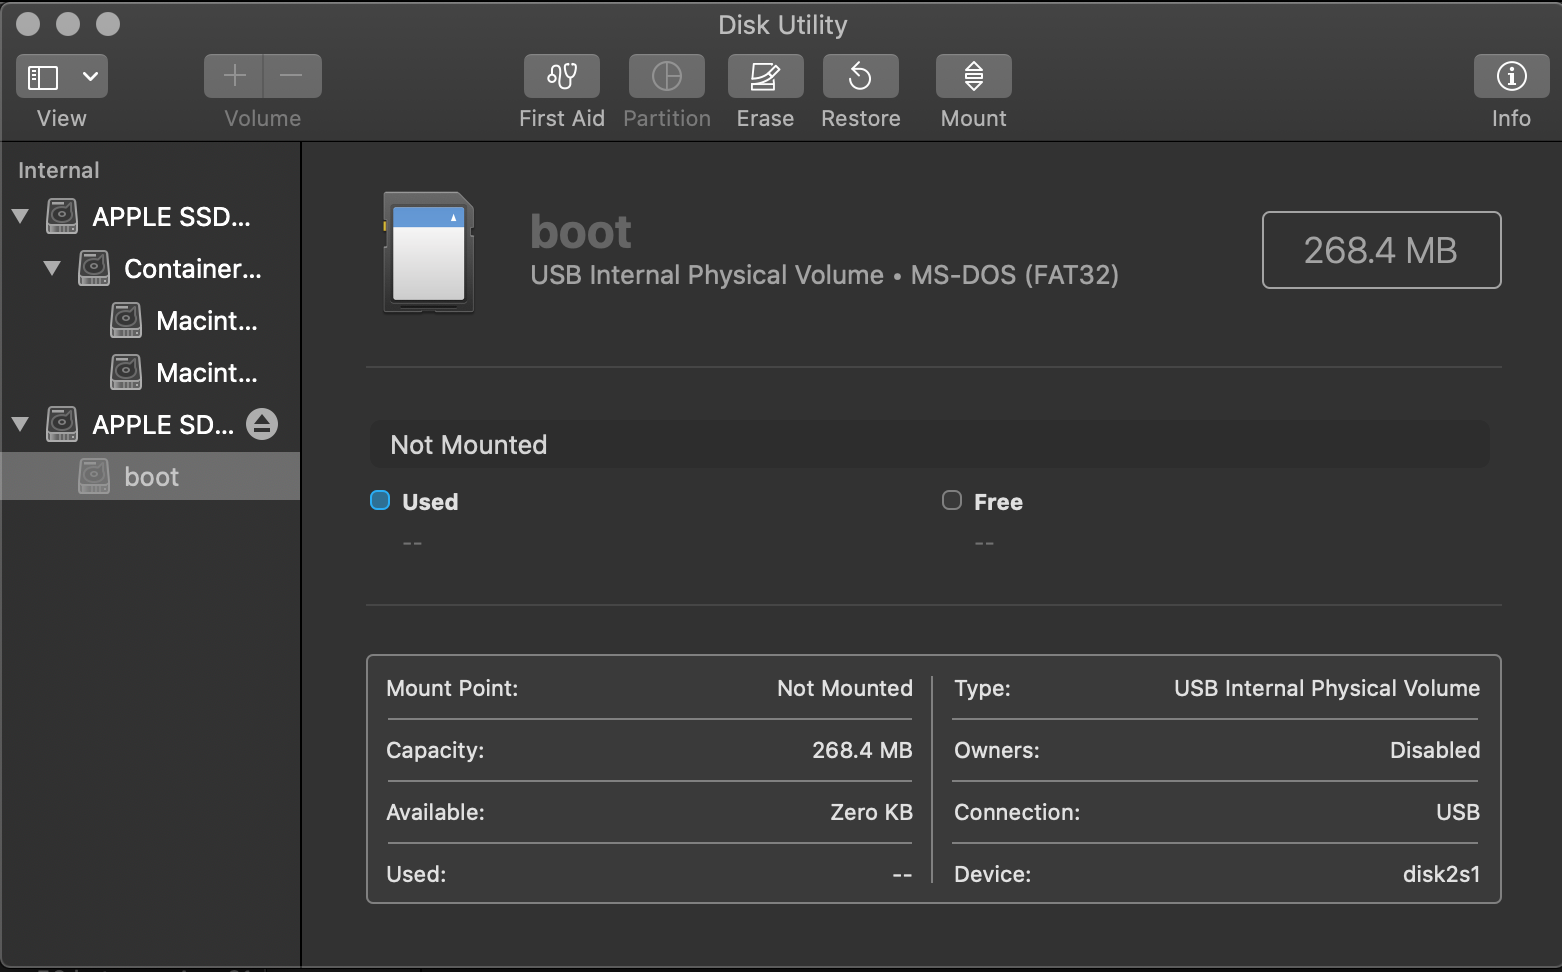 Disk Utility
View
Volume
First Aid
Partition
Erase
Restore
Mount
Info
Internal
APPLE SSD...
Container...
Macint...
Macint...
APPLE SD...
boot
boot
USB Internal Physical Volume • MS-DOS (FAT32)
268.4 MB
Not Mounted
Used
--
Free
--
Mount Point: Not Mounted
Capacity: 268.4 MB
Available: Zero KB
Used: --
Type: USB Internal Physical Volume
Owners: Disabled
Connection: USB
Device: disk2s1